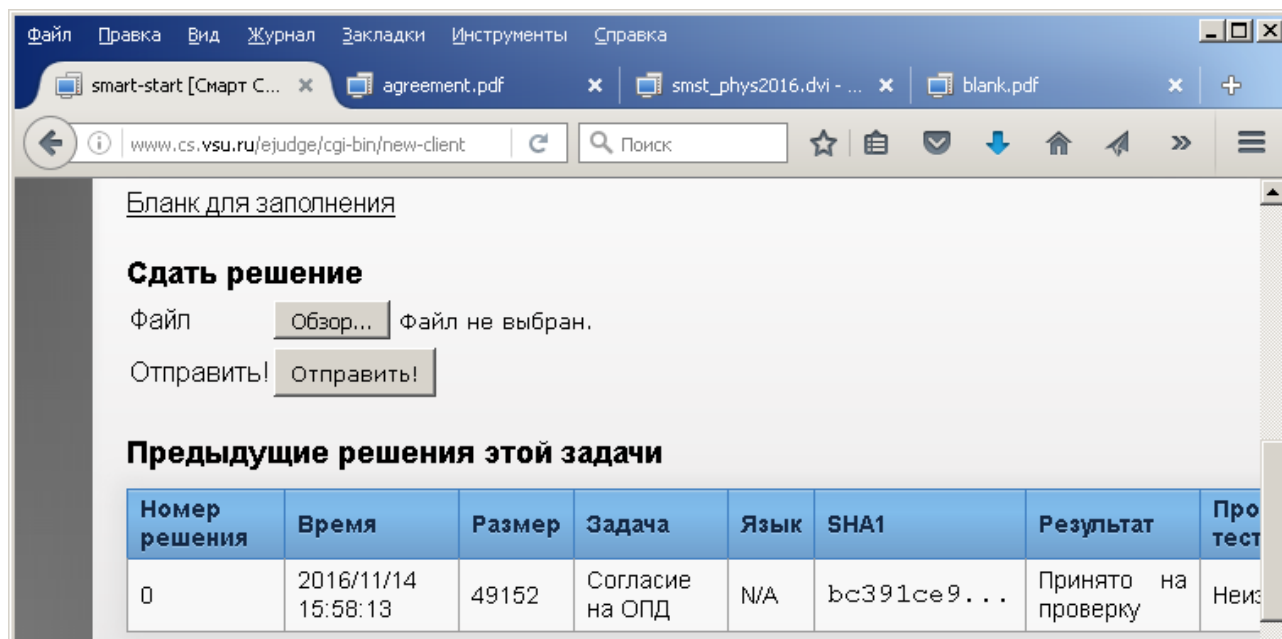 Файл Правка Вид Журнал Закладки Инструменты Справка
smart-start [Смарт С... agreement.pdf smst_phys2016.dvi - ... blank.pdf
www.cs.vsu.ru/ejudge/cgi-bin/new-client Поиск
Бланк для заполнения
Сдать решение
Файл Обзор... Файл не выбран.
Отправить! Отправить!
Предыдущие решения этой задачи
Номер решения Время Размер Задача Язык SHA1 Результат Про тест
0 2016/11/14 15:58:13 49152 Согласие на ОПД N/A bc391ce9... Принято на проверку Неиз